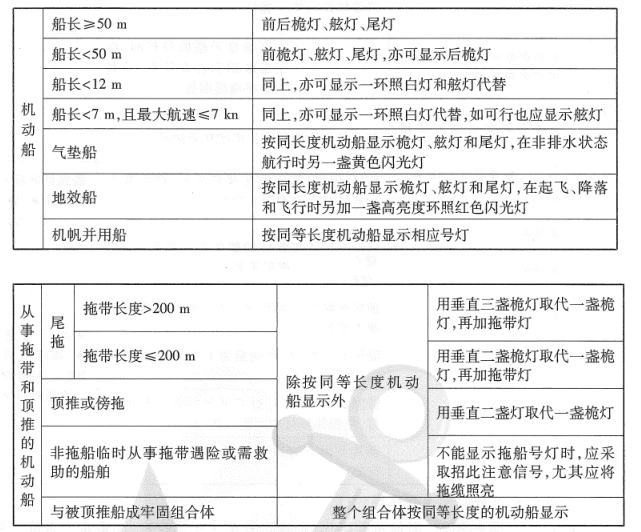 机动船
船长≥50 m
前后桅灯、舷灯、尾灯
船长<50 m
前桅灯、舷灯、尾灯,亦可显示后桅灯
船长<12 m
同上,亦可显示一环照白灯和舷灯代替
船长<7 m,且最大航速≤7 kn
同上,亦可显示一环照白灯代替,如可行也应显示舷灯
气垫船
按同长度机动船显示桅灯、舷灯和尾灯,在非排水状态
航行时另一盏黄色闪光灯
地效船
按同长度机动船显示桅灯、舷灯和尾灯,在起飞、降落
和飞行时另加一盏高亮度环照红色闪光灯
机帆并用船
按同等长度机动船显示相应号灯
从事拖带和顶推的机动船
尾拖
拖带长度>200 m
除按同等长度机动
船显示外
用垂直三盏桅灯取代一盏桅
灯,再加拖带灯
拖带长度≤200 m
用垂直二盏桅灯取代一盏桅
灯,再加拖带灯
顶推或傍拖
用垂直二盏灯取代一盏桅灯
非拖船临时从事拖带遇险或需救
助的船舶
不能显示拖船号灯时,应采
取招此注意信号,尤其应将
拖缆照亮
与被顶推船成牢固组合体
整个组合体按同等长度的机动船显示